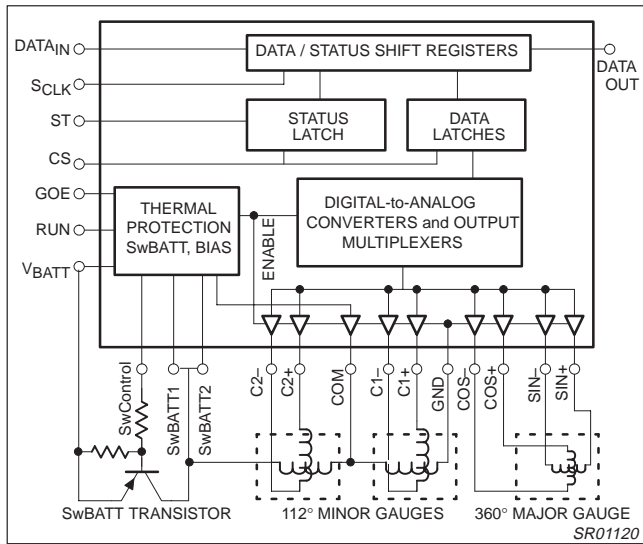 DATAIN
DATA / STATUS SHIFT REGISTERS
DATA
OUT
SCLK
ST
STATUS
LATCH
DATA
LATCHES
CS
GOE
THERMAL
PROTECTION
SwBATT, BIAS
ENABLE
DIGITAL-to-ANALOG
CONVERTERS and OUTPUT
MULTIPLEXERS
RUN
VBATT
SwControl
SwBATT1
SwBATT2
C2–
C2+
COM
C1–
C1+
GND
COS–
COS+
SIN–
SIN+
SwBATT TRANSISTOR
112° MINOR GAUGES
360° MAJOR GAUGE
SR01120